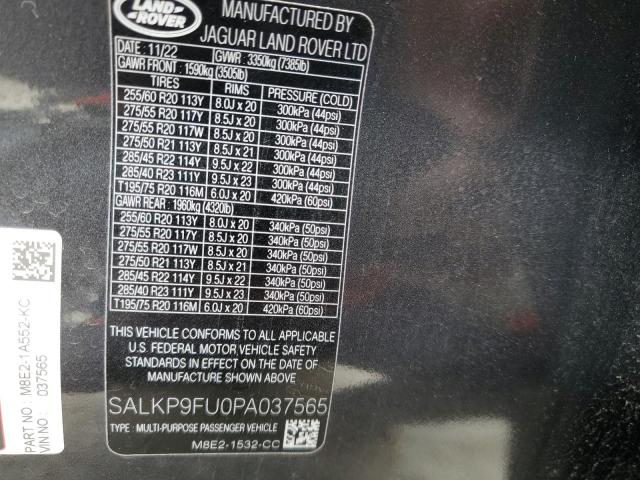 LAND
ROVER
MANUFACTURED BY
JAGUAR LAND ROVER LTD
DATE: 11/22 GVWR: 3350kg (7385lb)
GAWR FRONT: 1590kg (3505lb)
TIRES RIMS PRESSURE (COLD)
255/60 R20 113Y 8.0J x 20 300kPa (44psi)
275/55 R20 117Y 8.5J x 20 300kPa (44psi)
275/55 R20 117W 8.5J x 20 300kPa (44psi)
275/50 R21 113Y 8.5J x 21 300kPa (44psi)
285/45 R22 114Y 9.5J x 22 300kPa (44psi)
285/40 R23 111Y 9.5J x 23 300kPa (44psi)
T195/75 R20 116M 6.0J x 20 420kPa (60psi)
GAWR REAR: 1960kg (4320lb)
255/60 R20 113Y 8.0J x 20 340kPa (50psi)
275/55 R20 117Y 8.5J x 20 340kPa (50psi)
275/55 R20 117W 8.5J x 20 340kPa (50psi)
275/50 R21 113Y 8.5J x 21 340kPa (50psi)
285/45 R22 114Y 9.5J x 22 340kPa (50psi)
285/40 R23 111Y 9.5J x 23 340kPa (50psi)
T195/75 R20 116M 6.0J x 20 420kPa (60psi)
THIS VEHICLE CONFORMS TO ALL APPLICABLE
U.S. FEDERAL MOTOR VEHICLE SAFETY
STANDARDS IN EFFECT ON THE DATE OF
MANUFACTURE SHOWN ABOVE.
SALKP9FU0PA037565
TYPE: MULTI-PURPOSE PASSENGER VEHICLE
M8E2-1532-CC
PART NO: M8E2-1A552-KC
VIN NO: 037565